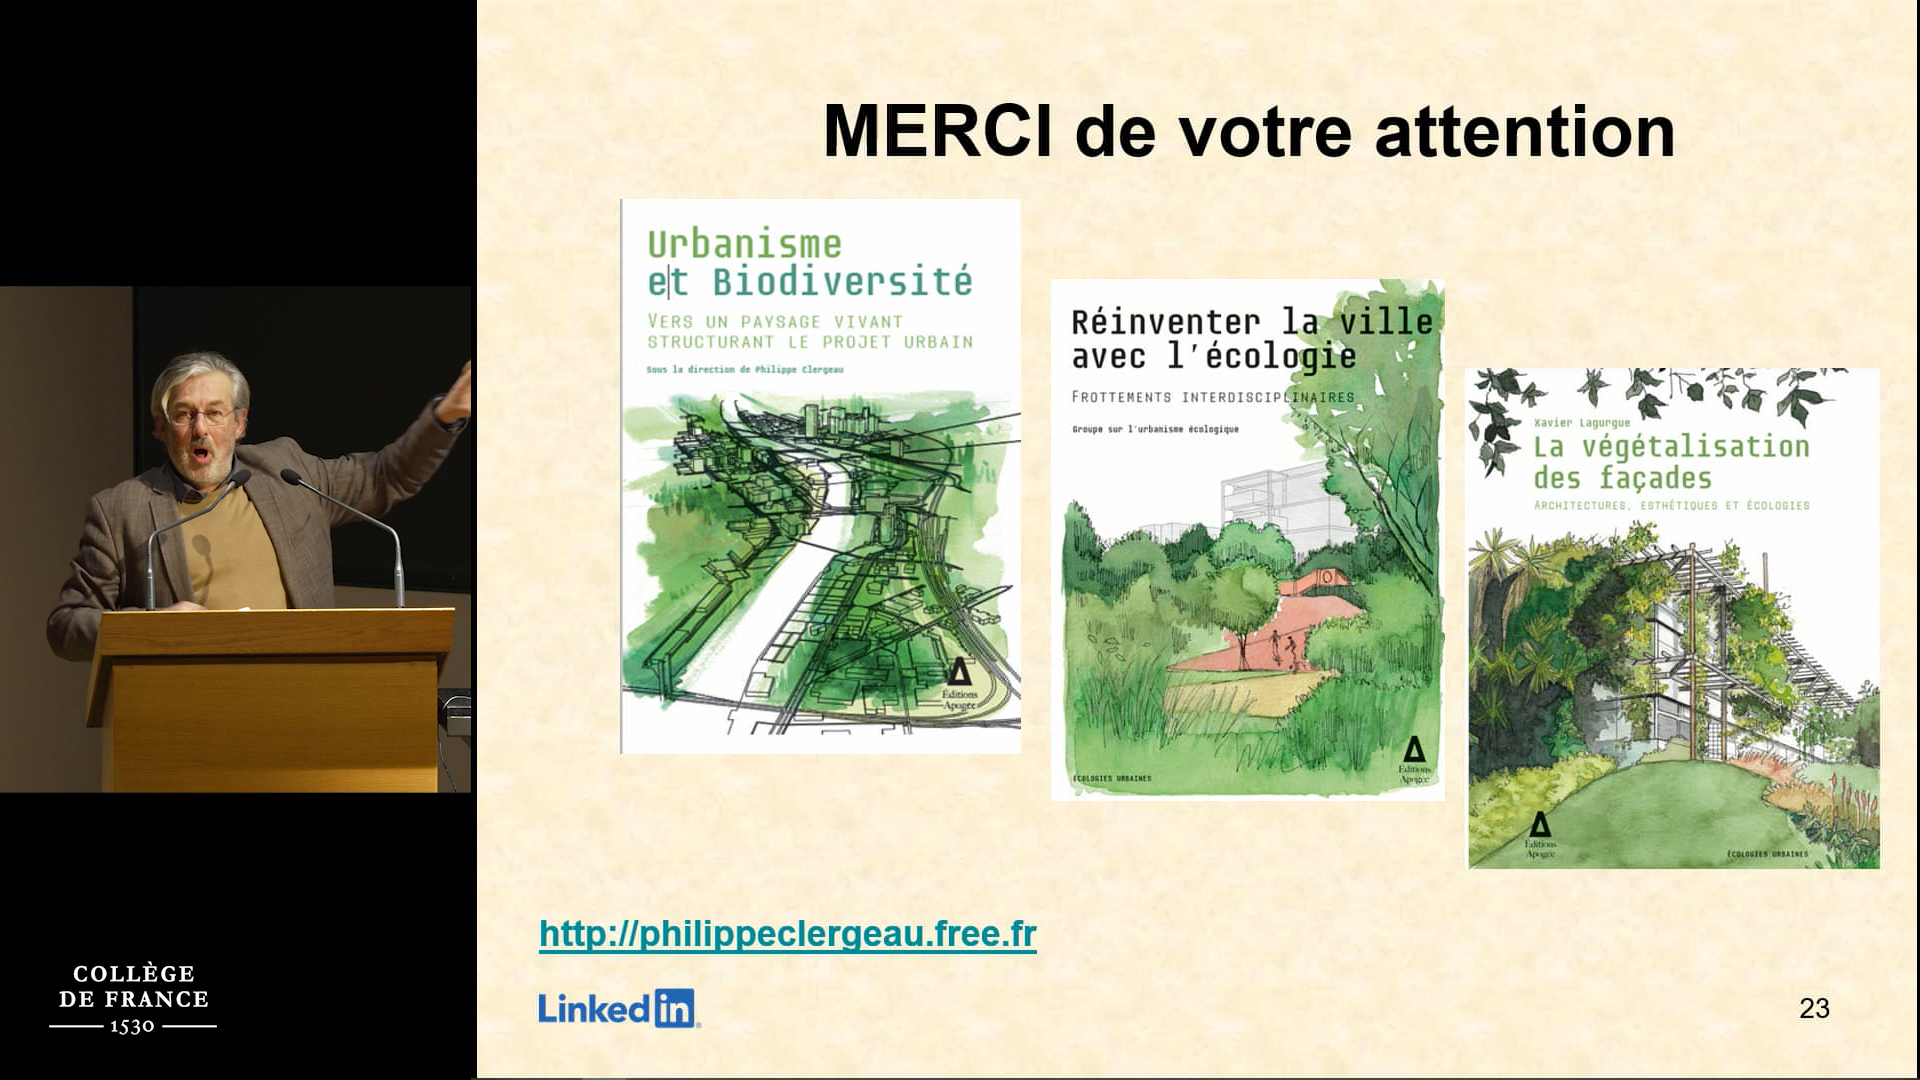 MERCI de votre attention
Urbanisme
et Biodiversité
VERS UN PAYSAGE VIVANT
STRUCTURANT LE PROJET URBAIN
Sous la direction de Philippe Clergeau
Éditions
Apogée
Réinventer la ville
avec l'écologie
FROTTEMENTS INTERDISCIPLINAIRES
Groupe sur l'urbanisme écologique
ÉCOLOGIES URBAINES
Éditions
Apogée
Xavier Lagurgue
La végétalisation
des façades
ARCHITECTURES, ESTHÉTIQUES ET ÉCOLOGIES
Éditions
Apogée
ÉCOLOGIES URBAINES
http://philippeclergeau.free.fr
LinkedIn
23
COLLÈGE
DE FRANCE
1530